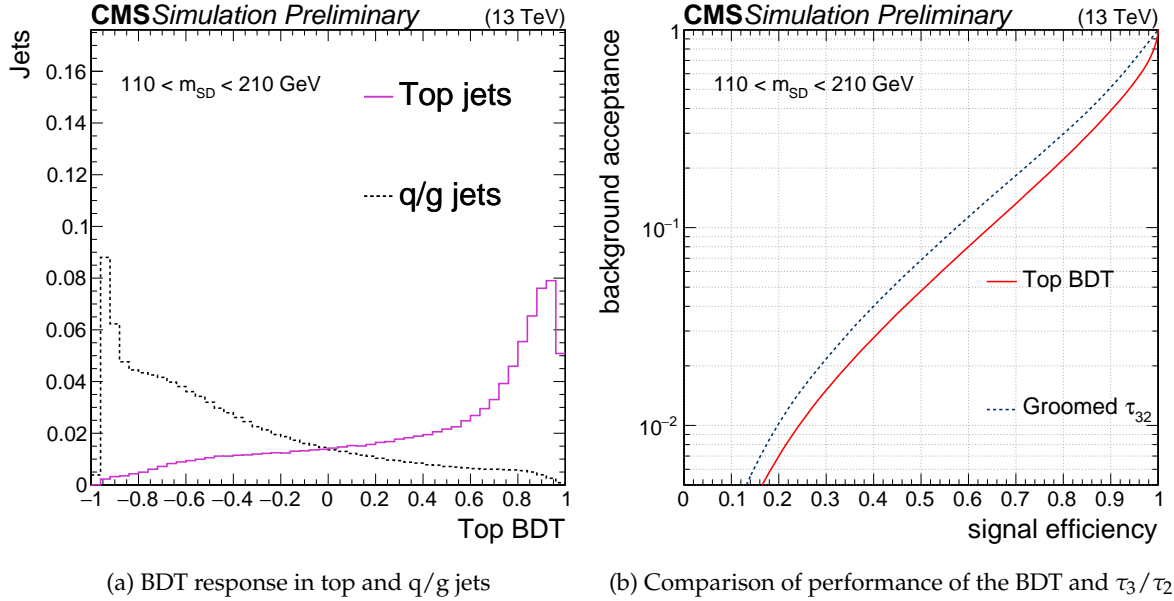 CMS Simulation Preliminary (13 TeV)
Jets
110 < m_SD < 210 GeV
Top jets
q/g jets
0.16
0.14
0.12
0.1
0.08
0.06
0.04
0.02
0
−1 −0.8 −0.6 −0.4 −0.2 0 0.2 0.4 0.6 0.8 1
Top BDT
(a) BDT response in top and q/g jets
CMS Simulation Preliminary (13 TeV)
background acceptance
110 < m_SD < 210 GeV
1
10⁻¹
10⁻²
Top BDT
Groomed τ₃₂
0 0.1 0.2 0.3 0.4 0.5 0.6 0.7 0.8 0.9 1
signal efficiency
(b) Comparison of performance of the BDT and τ₃/τ₂